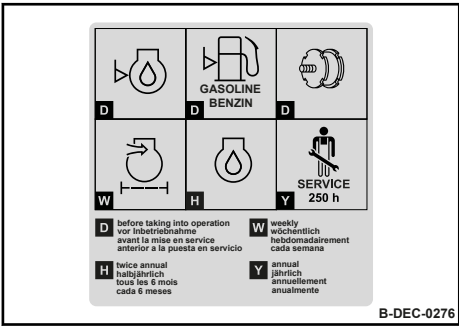 GASOLINE
BENZIN
D
D
D
SERVICE
250 h
W
H
Y
D
before taking into operation
vor Inbetriebnahme
avant la mise en service
anterior a la puesta en servicio
W
weekly
wöchentlich
hebdomadairement
cada semana
H
twice annual
halbjährlich
tous les 6 mois
cada 6 meses
Y
annual
jährlich
annuellement
anualmente
B-DEC-0276